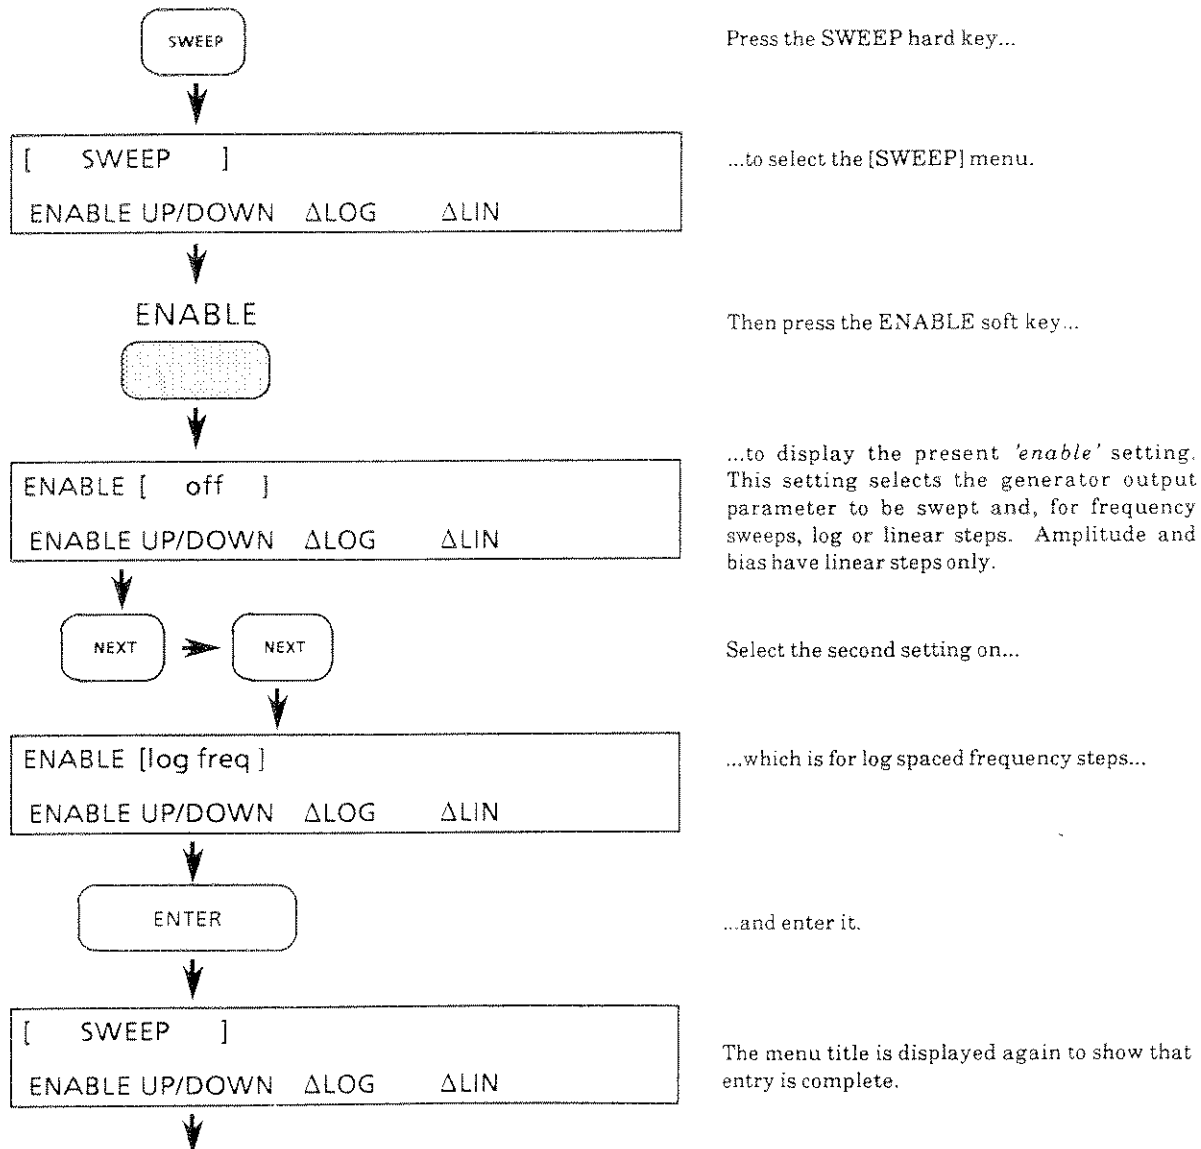 SWEEP
Press the SWEEP hard key...
[ SWEEP ]
ENABLE UP/DOWN ΔLOG ΔLIN
...to select the [SWEEP] menu.
ENABLE
Then press the ENABLE soft key...
ENABLE [ off ]
ENABLE UP/DOWN ΔLOG ΔLIN
...to display the present 'enable' setting.
This setting selects the generator output
parameter to be swept and, for frequency
sweeps, log or linear steps. Amplitude and
bias have linear steps only.
NEXT NEXT
Select the second setting on...
ENABLE [log freq ]
ENABLE UP/DOWN ΔLOG ΔLIN
...which is for log spaced frequency steps...
ENTER
...and enter it.
[ SWEEP ]
ENABLE UP/DOWN ΔLOG ΔLIN
The menu title is displayed again to show that
entry is complete.